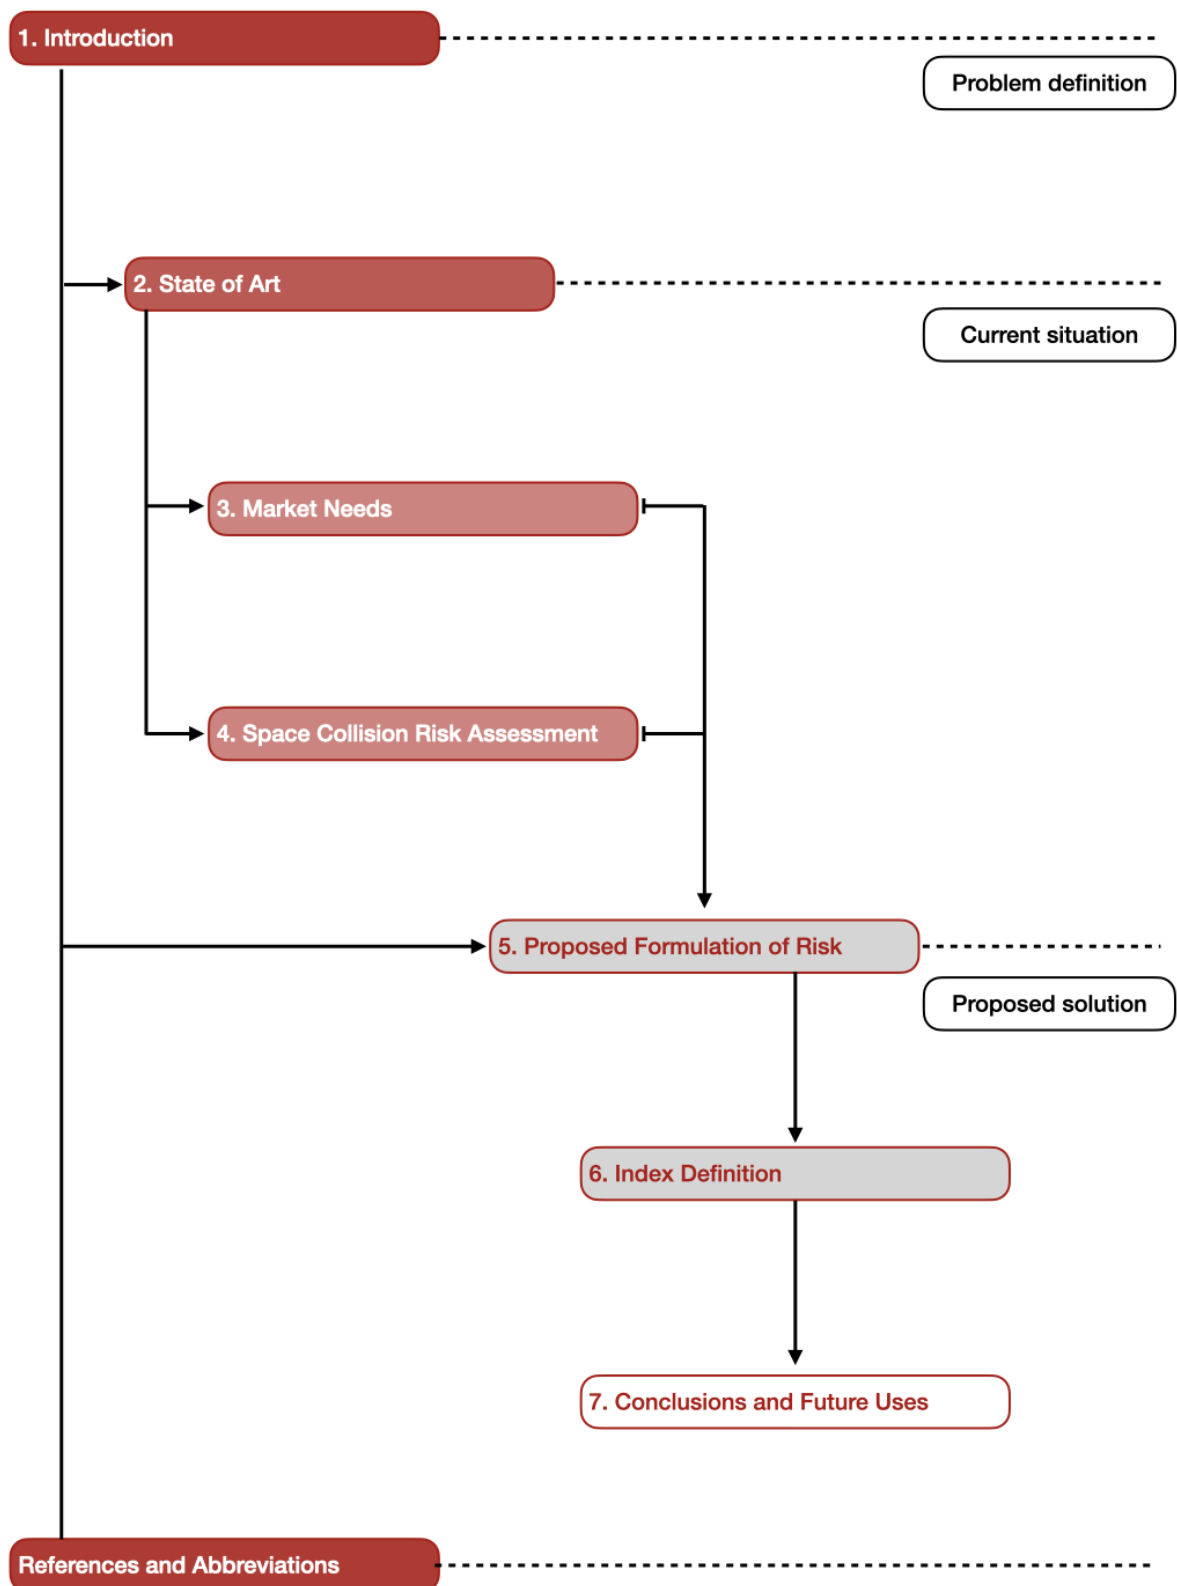 1. Introduction
Problem definition
2. State of Art
Current situation
3. Market Needs
4. Space Collision Risk Assessment
5. Proposed Formulation of Risk
Proposed solution
6. Index Definition
7. Conclusions and Future Uses
References and Abbreviations